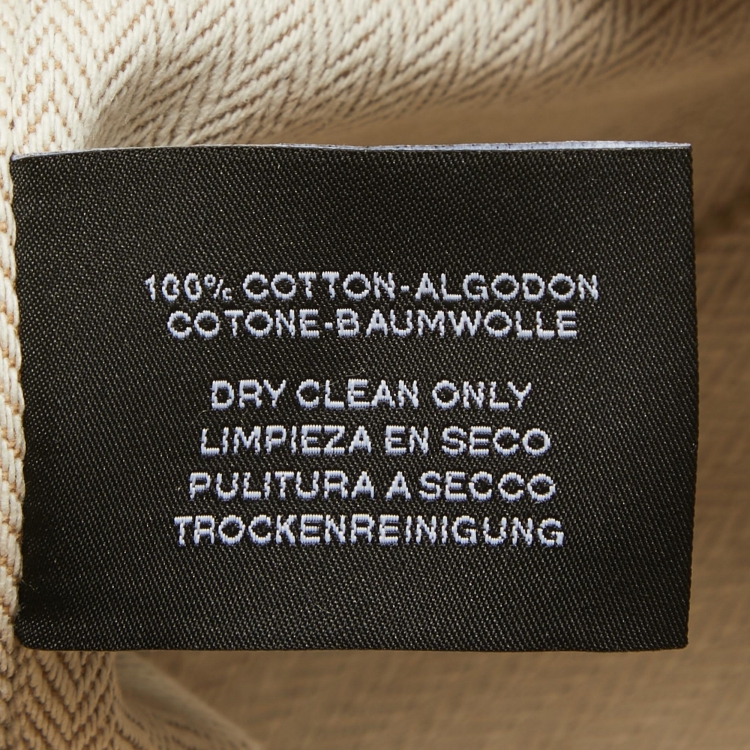 100% COTTON-ALGODON
COTONE-BAUMWOLLE
DRY CLEAN ONLY
LIMPIEZA EN SECO
PULITURA A SECCO
TROCKENREINIGUNG